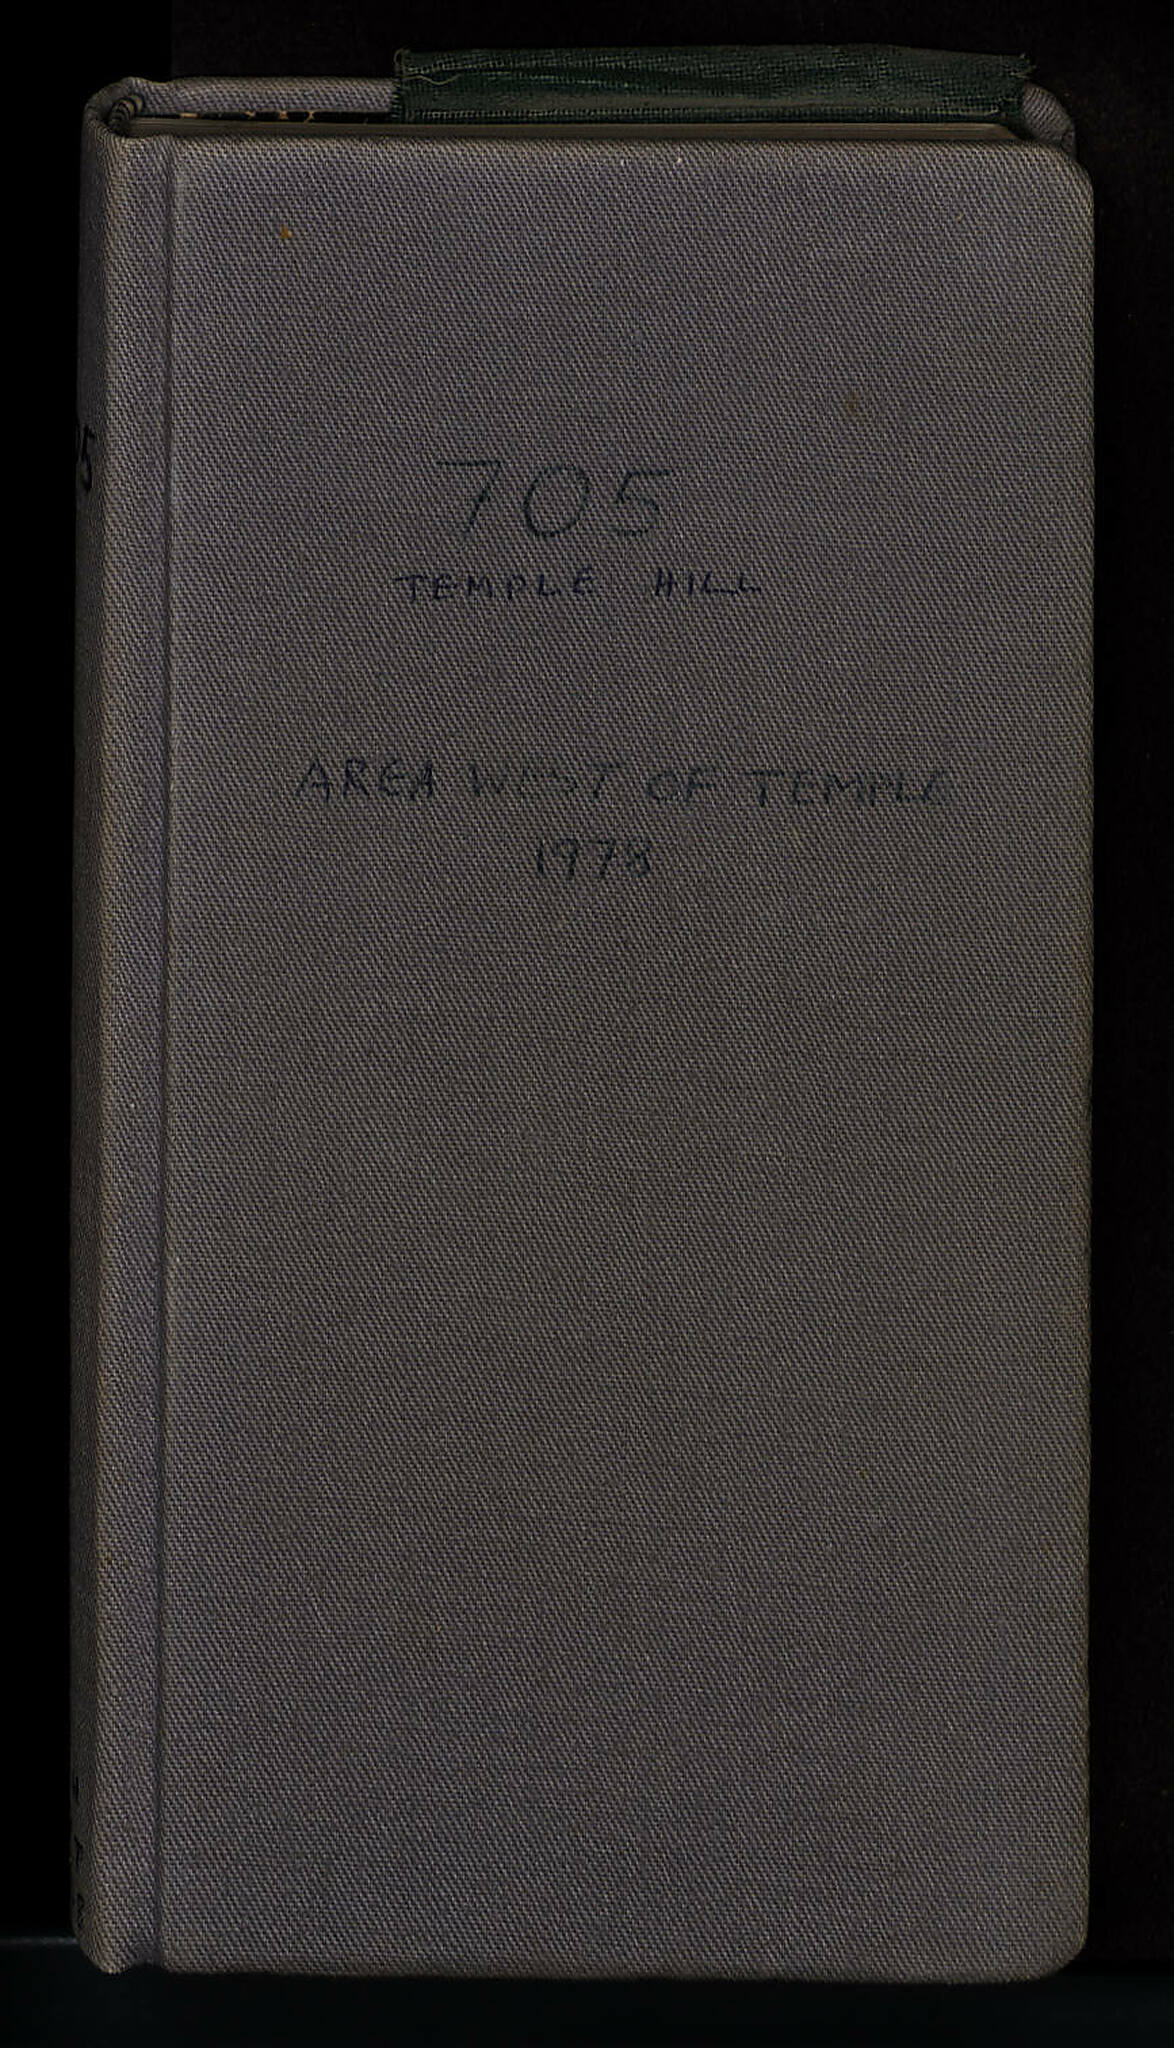 705
TEMPLE HILL
AREA WEST OF TEMPLE
1978